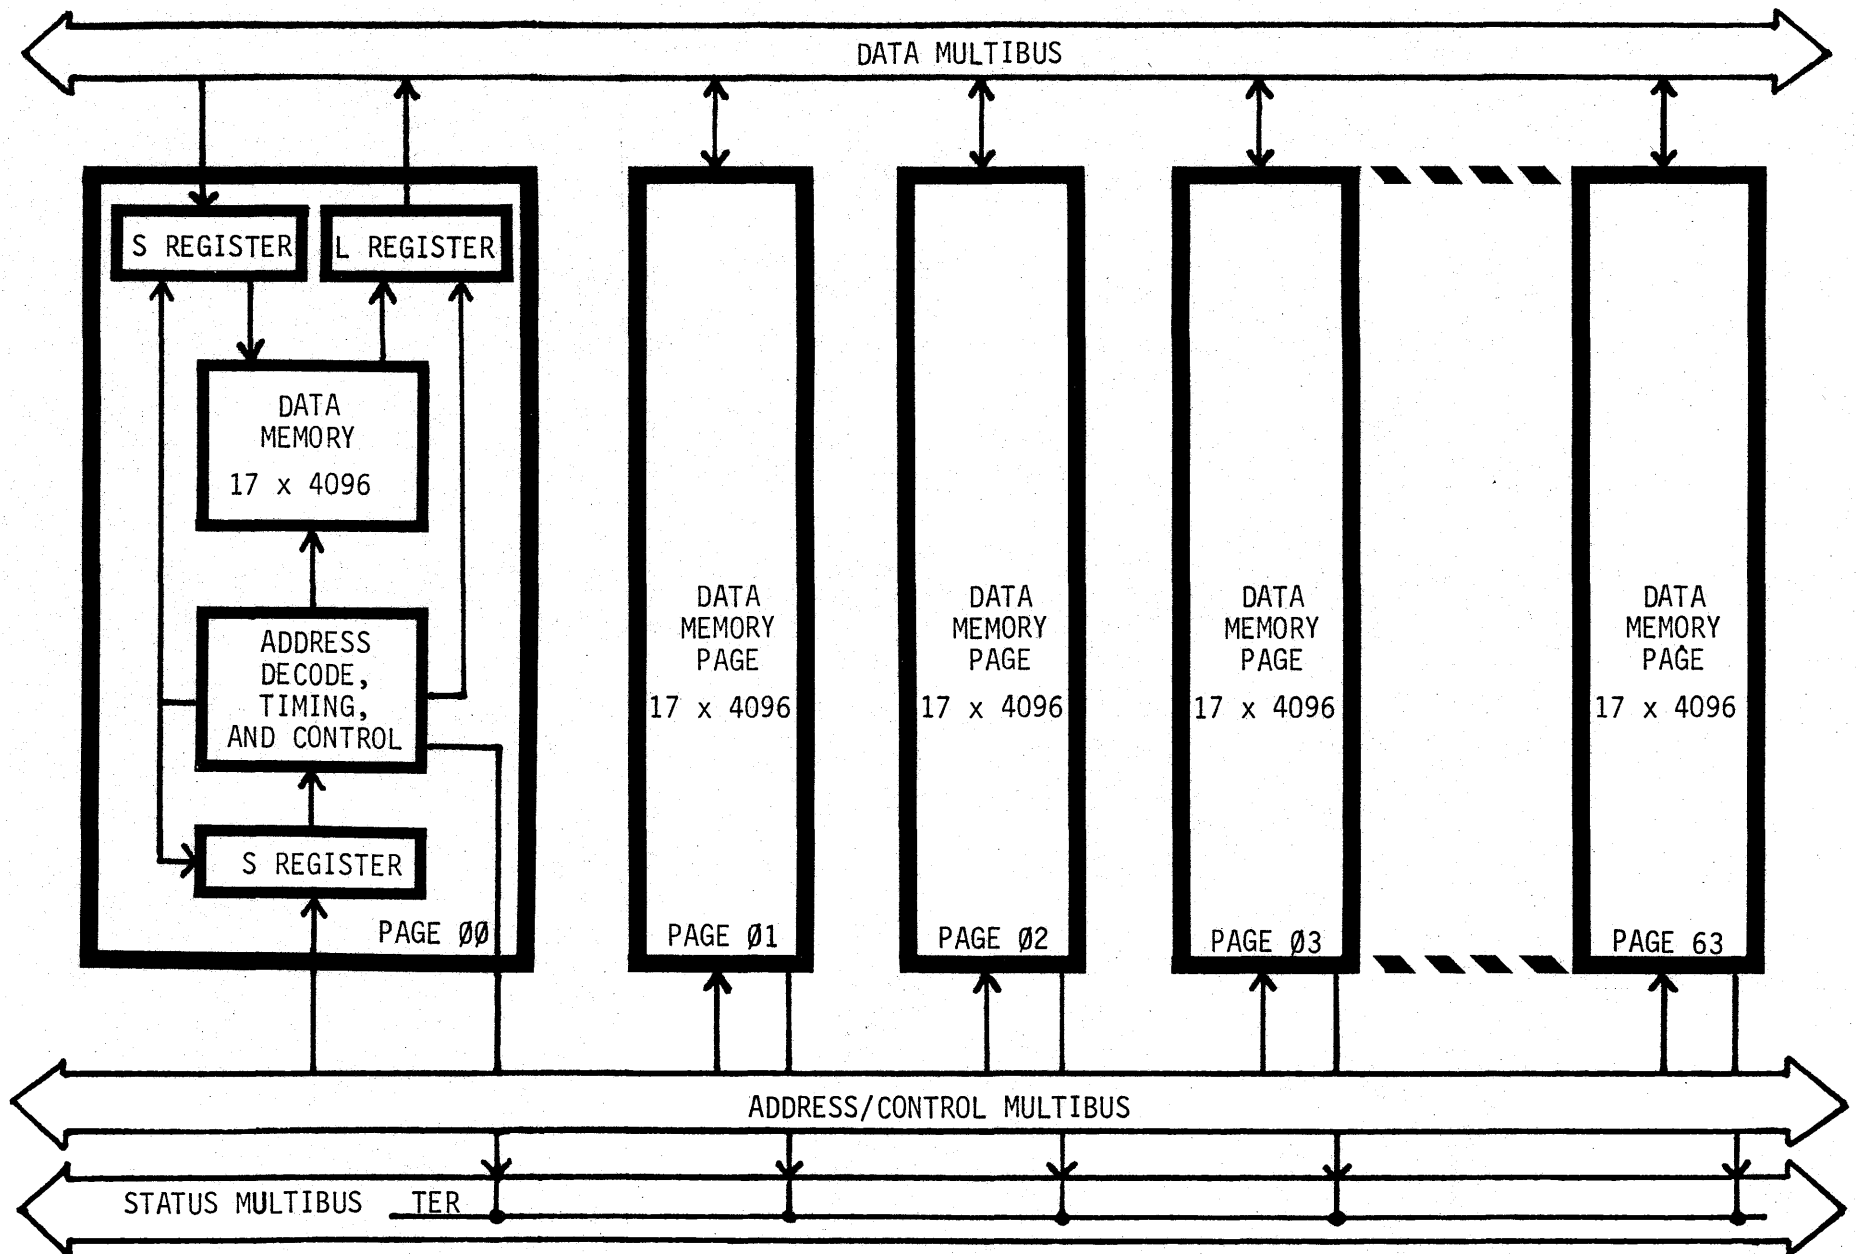 DATA MULTIBUS
S REGISTER
L REGISTER
DATA
MEMORY
17 x 4096
ADDRESS
DECODE,
TIMING,
AND CONTROL
S REGISTER
PAGE ØØ
DATA
MEMORY
PAGE
17 x 4096
PAGE Ø1
DATA
MEMORY
PAGE
17 x 4096
PAGE Ø2
DATA
MEMORY
PAGE
17 x 4096
PAGE Ø3
DATA
MEMORY
PAGE
17 x 4096
PAGE 63
ADDRESS/CONTROL MULTIBUS
STATUS MULTIBUS
TER